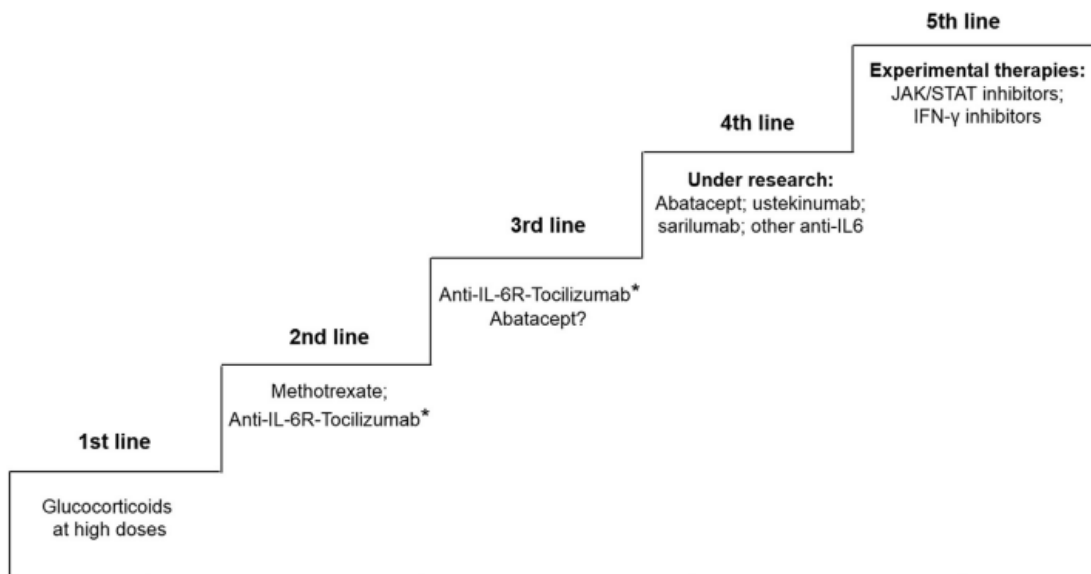 5th line
Experimental therapies:
JAK/STAT inhibitors;
IFN-γ inhibitors
4th line
Under research:
Abatacept; ustekinumab;
sarilumab; other anti-IL6
3rd line
Anti-IL-6R-Tocilizumab*
Abatacept?
2nd line
Methotrexate;
Anti-IL-6R-Tocilizumab*
1st line
Glucocorticoids
at high doses